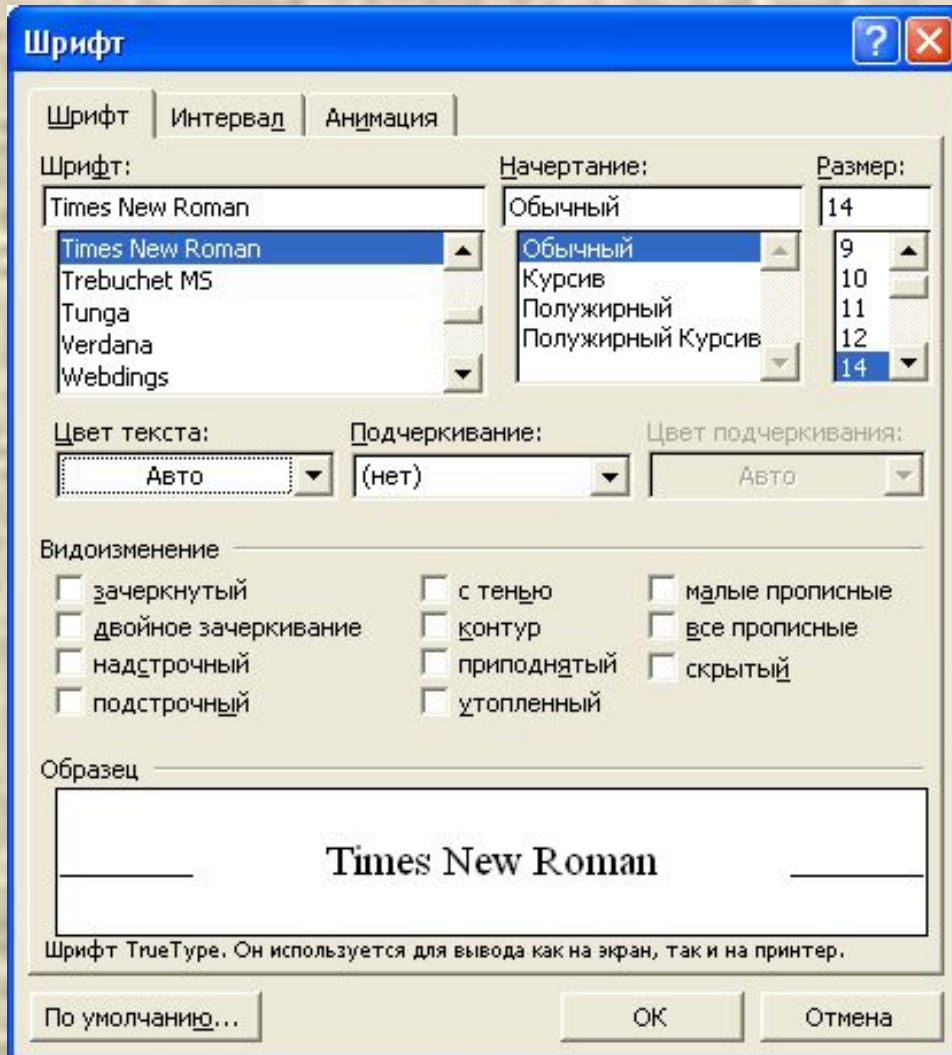 Шрифт
Шрифт Интервал Анимация
Шрифт: Начертание: Размер:
Times New Roman Обычный 14
Times New Roman Обычный 9
Trebuchet MS Курсив 10
Tunga Полужирный 11
Verdana Полужирный Курсив 12
Webdings 14
Цвет текста: Подчеркивание: Цвет подчеркивания:
Авто (нет) Авто
Видоизменение
зачеркнутый с тенью малые прописные
двойное зачеркивание контур все прописные
надстрочный приподнятый скрытый
подстрочный утопленный
Образец
Times New Roman
Шрифт TrueType. Он используется для вывода как на экран, так и на принтер.
По умолчанию... ОК Отмена